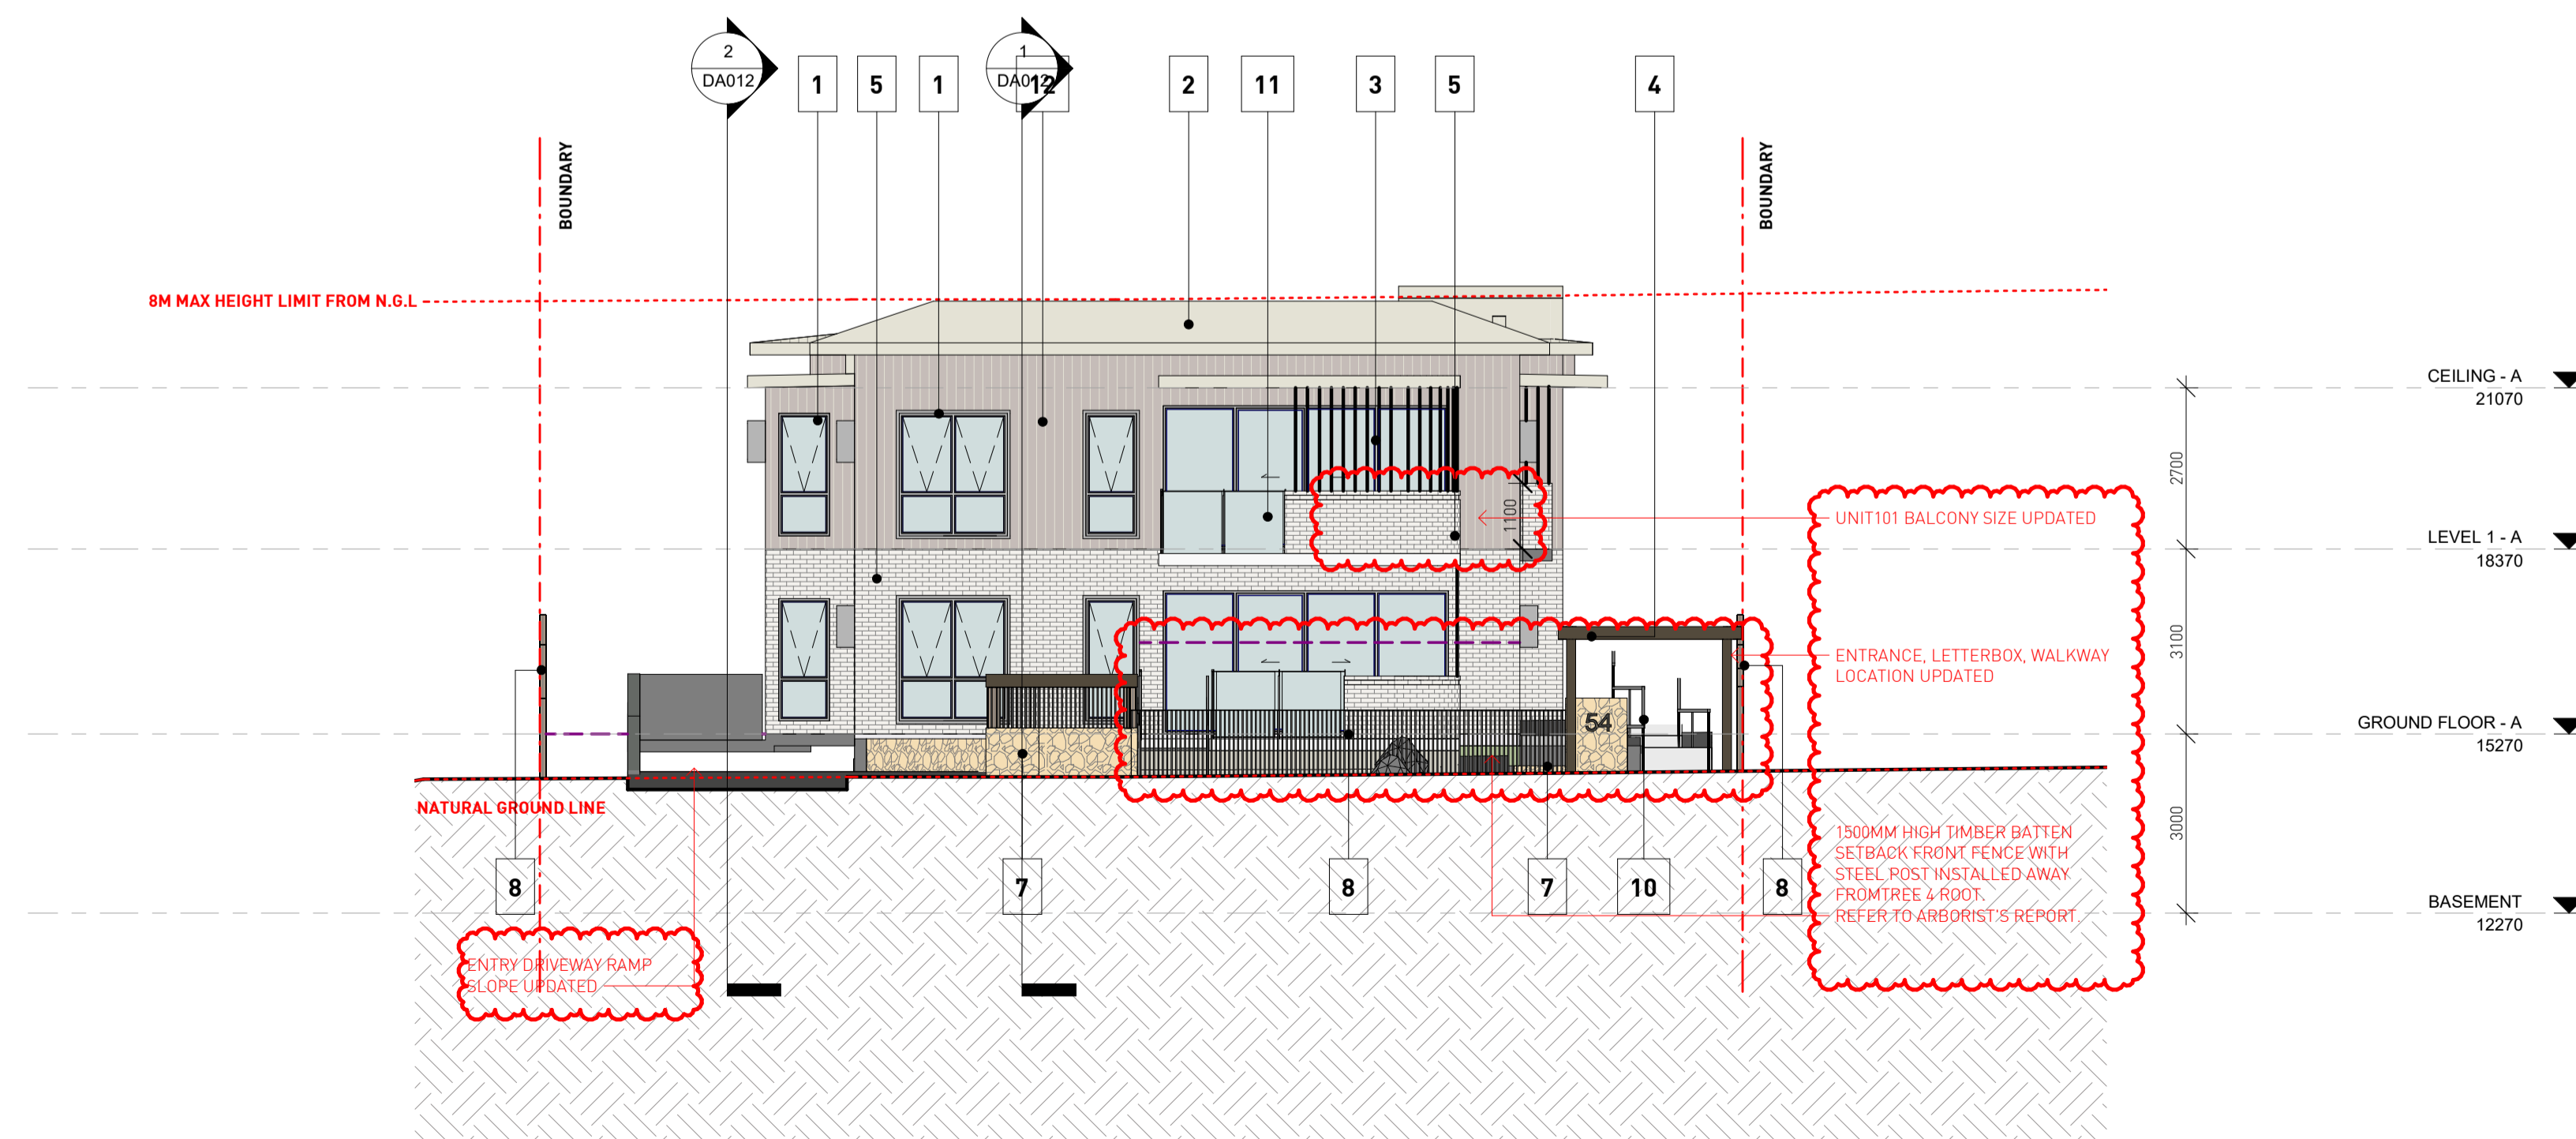 2
DA012
1
5
1
1
DA012
12
2
11
3
5
4
BOUNDARY
BOUNDARY
8M MAX HEIGHT LIMIT FROM N.G.L
CEILING - A
21070
2700
1100
UNIT101 BALCONY SIZE UPDATED
LEVEL 1 - A
18370
3100
ENTRANCE, LETTERBOX, WALKWAY
LOCATION UPDATED
54
GROUND FLOOR - A
15270
NATURAL GROUND LINE
3000
1500MM HIGH TIMBER BATTEN
SETBACK FRONT FENCE WITH
STEEL POST INSTALLED AWAY
FROMTREE 4 ROOT.
REFER TO ARBORIST'S REPORT.
8
7
8
7
10
8
BASEMENT
12270
ENTRY DRIVEWAY RAMP
SLOPE UPDATED